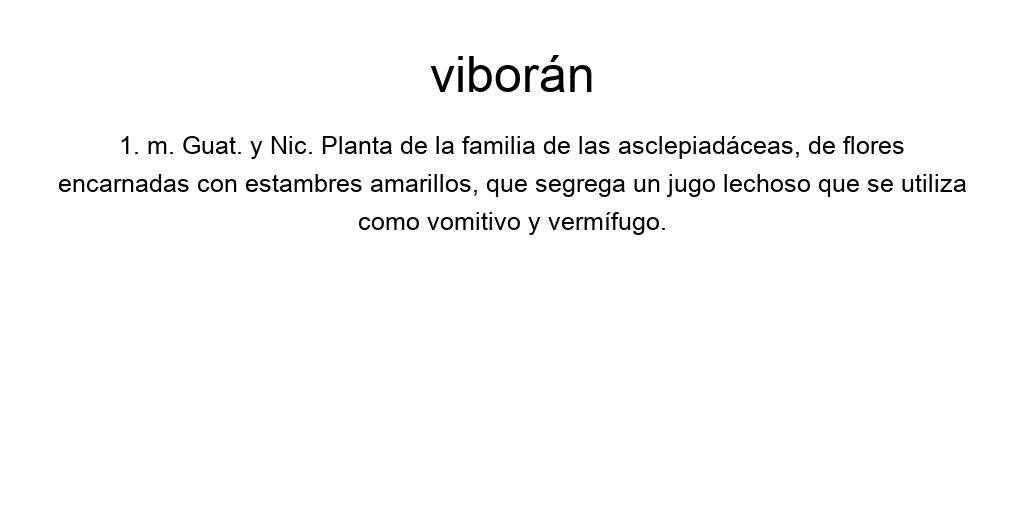 viborán
1. m. Guat. y Nic. Planta de la familia de las asclepiadáceas, de flores
encarnadas con estambres amarillos, que segrega un jugo lechoso que se utiliza
como vomitivo y vermífugo.